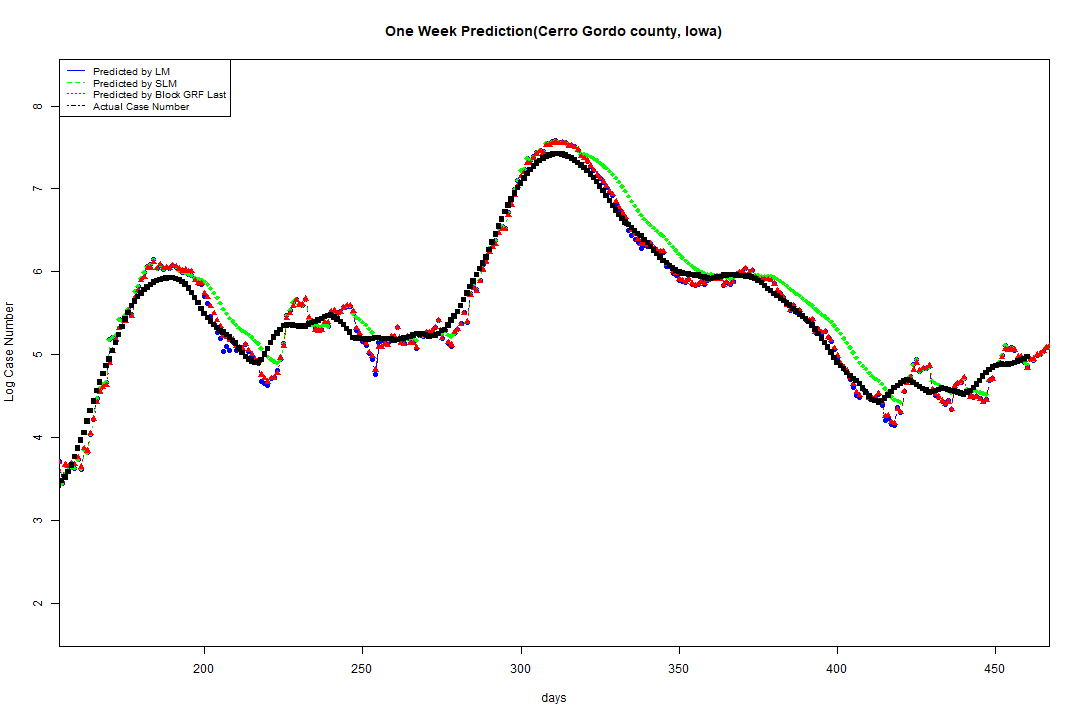 One Week Prediction(Cerro Gordo county, Iowa)
Predicted by LM
Predicted by SLM
Predicted by Block GRF Last
Actual Case Number
8
7
6
5
4
3
2
Log Case Number
200 250 300 350 400 450
days